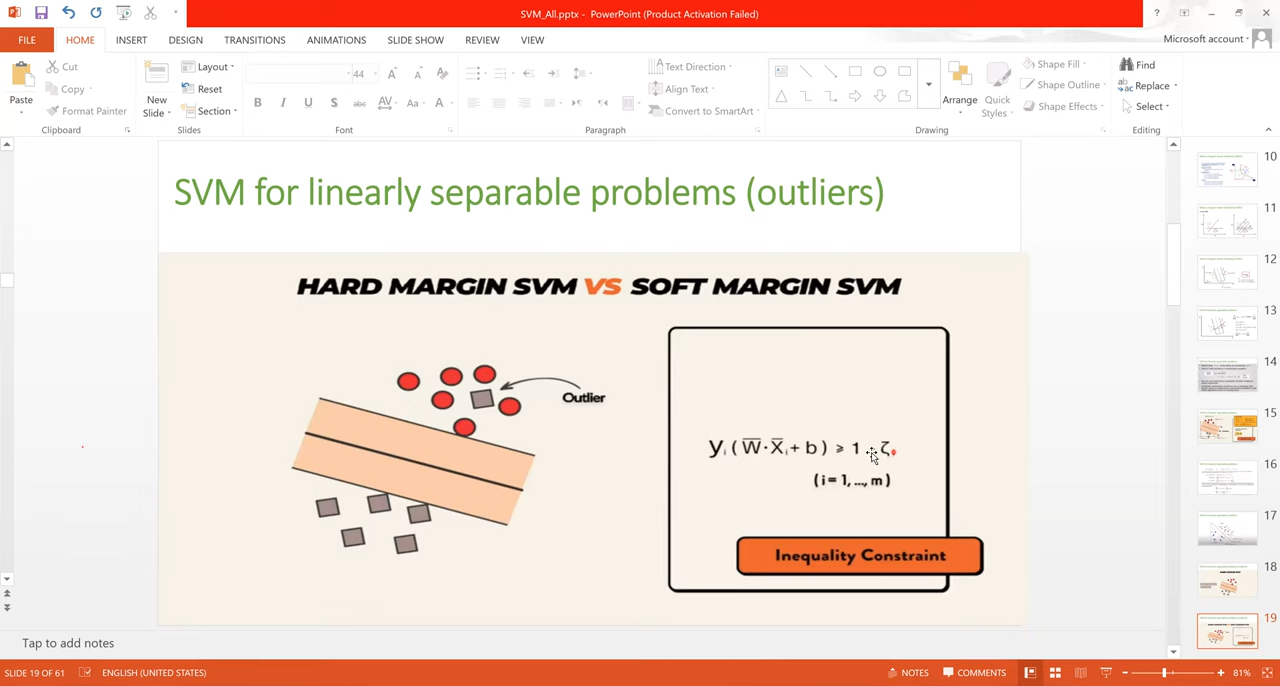 SVM_All.pptx - PowerPoint (Product Activation Failed)
FILE HOME INSERT DESIGN TRANSITIONS ANIMATIONS SLIDE SHOW REVIEW VIEW
Microsoft account
Paste
Cut
Copy
Format Painter
Clipboard
New Slide
Layout
Reset
Section
Slides
44
B I U S abc AV Aa A
Font
Text Direction
Align Text
Convert to SmartArt
Paragraph
Arrange
Quick Styles
Shape Fill
Shape Outline
Shape Effects
Drawing
Find
Replace
Select
Editing
SVM for linearly separable problems (outliers)
HARD MARGIN SVM VS SOFT MARGIN SVM
Outlier
yᵢ ( W̅ · X̅ᵢ + b ) ⩾ 1 - ζ
( i = 1, ..., m )
Inequality Constraint
10
11
12
13
14
15
16
17
18
19
Tap to add notes
SLIDE 19 OF 61 ENGLISH (UNITED STATES) NOTES COMMENTS 81%